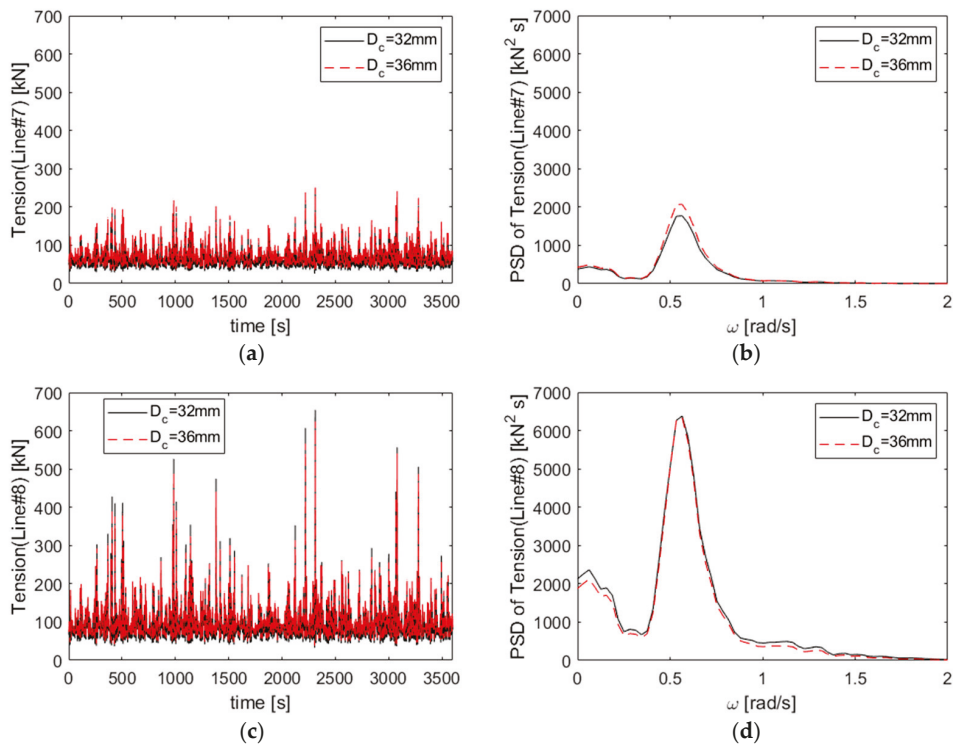 700
600
500
400
300
200
100
0
Tension(Line#7) [kN]
D_c=32mm
D_c=36mm
0 500 1000 1500 2000 2500 3000 3500
time [s]
(a)
7000
6000
5000
4000
3000
2000
1000
0
PSD of Tension(Line#7) [kN² s]
D_c=32mm
D_c=36mm
0 0.5 1 1.5 2
ω [rad/s]
(b)
700
600
500
400
300
200
100
0
Tension(Line#8) [kN]
D_c=32mm
D_c=36mm
0 500 1000 1500 2000 2500 3000 3500
time [s]
(c)
7000
6000
5000
4000
3000
2000
1000
0
PSD of Tension(Line#8) [kN² s]
D_c=32mm
D_c=36mm
0 0.5 1 1.5 2
ω [rad/s]
(d)